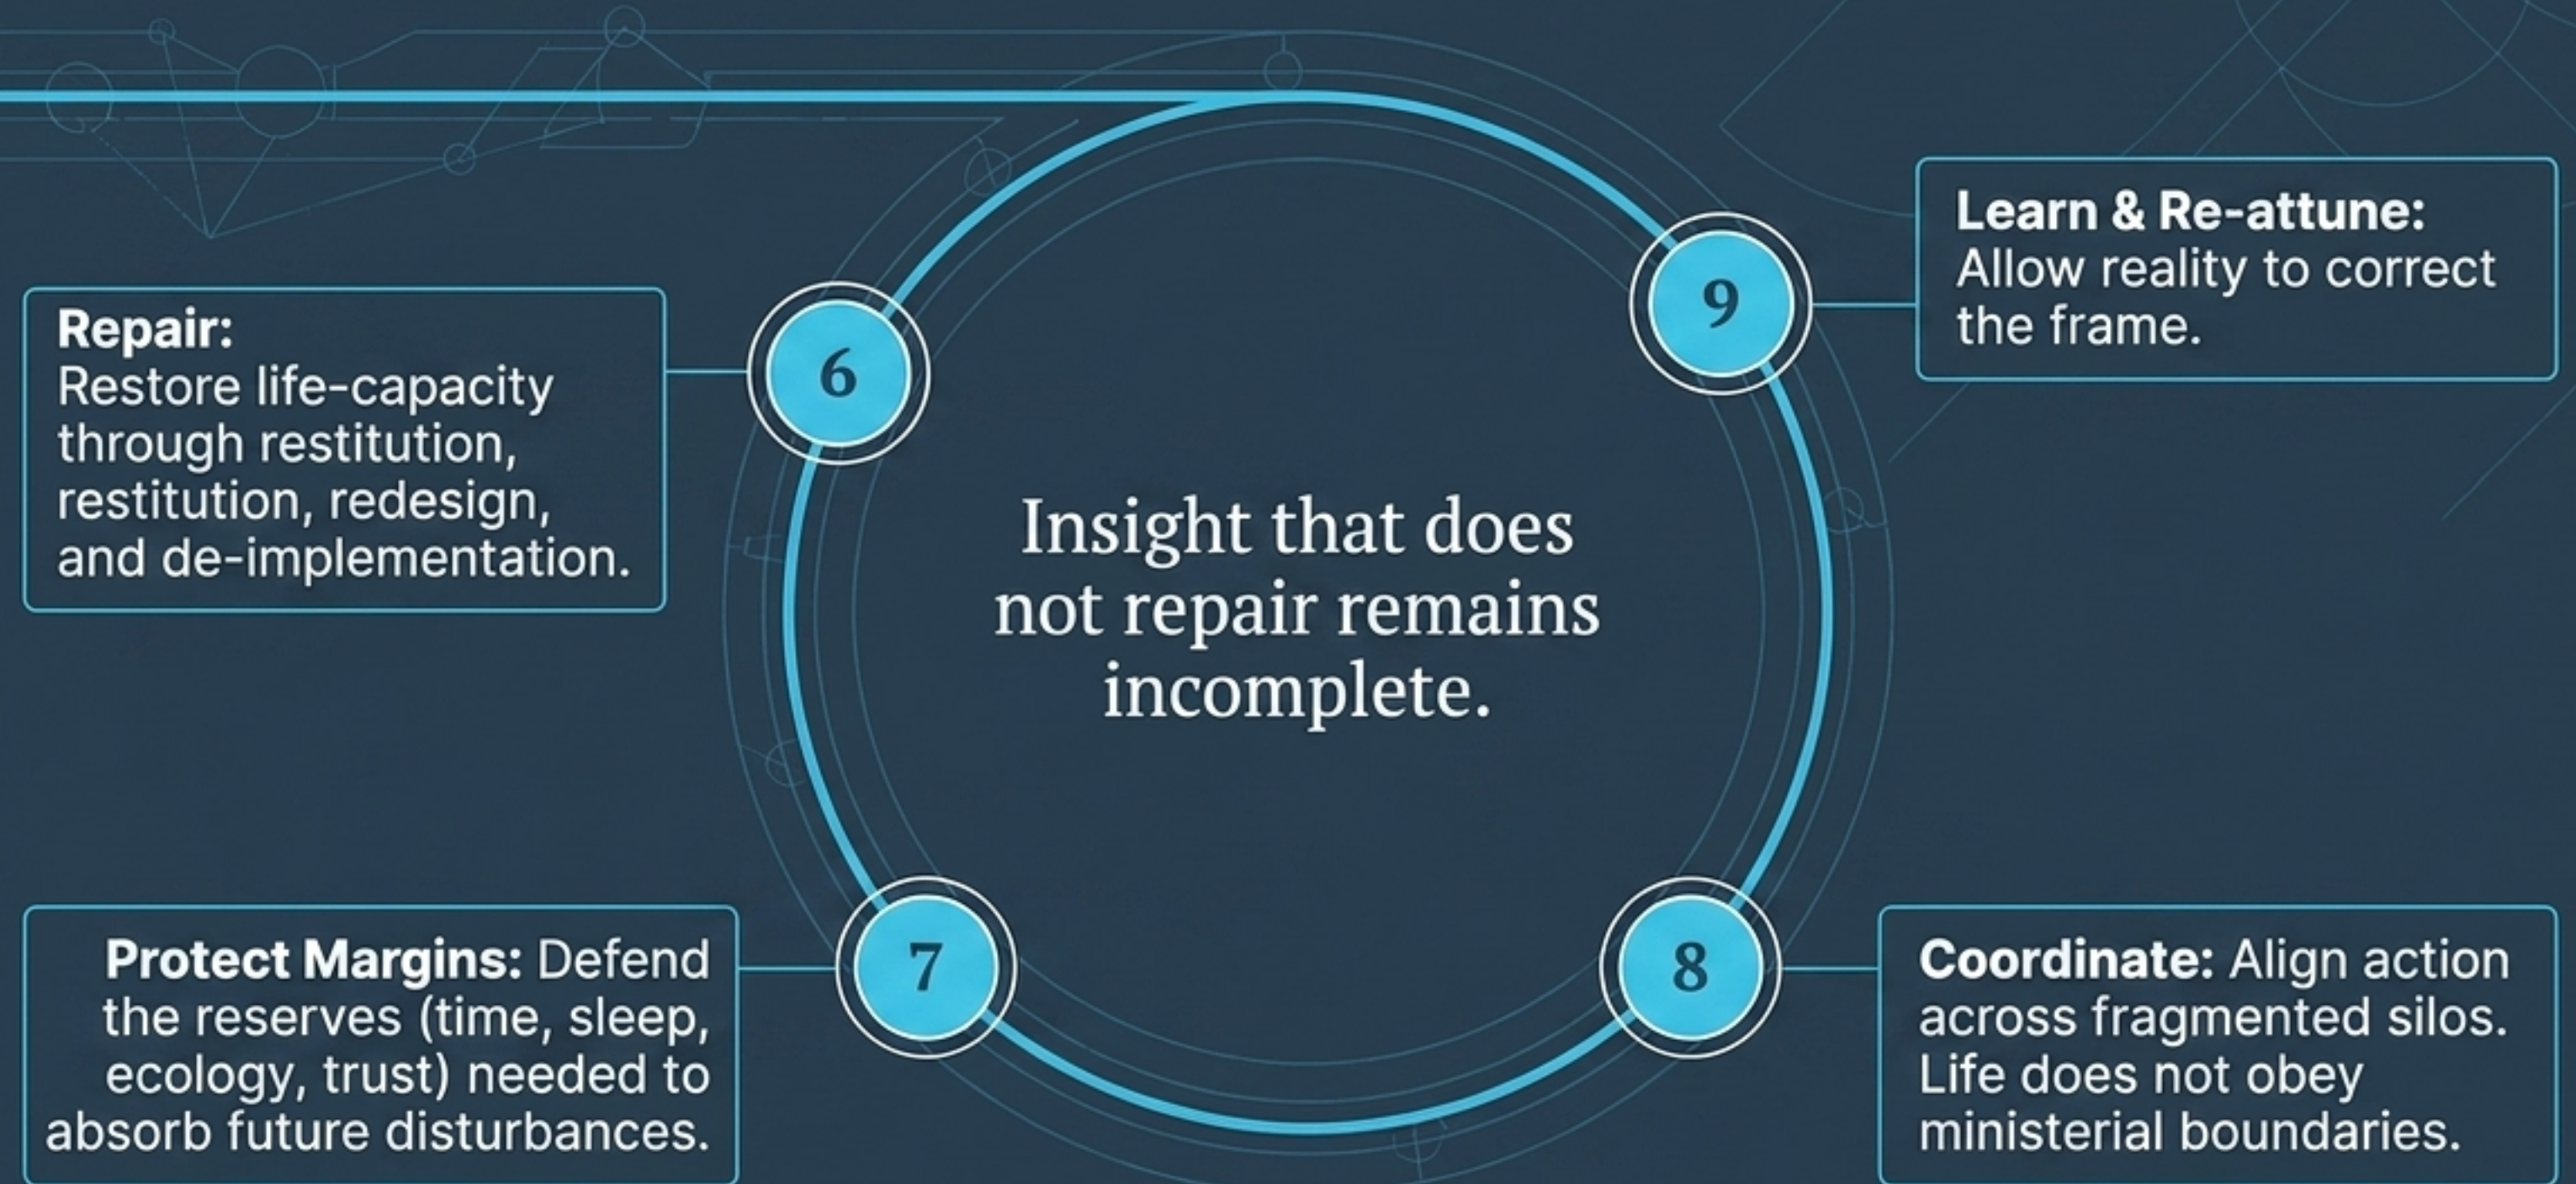 Repair:
Restore life-capacity
through restitution,
restitution, redesign,
and de-implementation.
6
Protect Margins: Defend
the reserves (time, sleep,
ecology, trust) needed to
absorb future disturbances.
7
Insight that does
not repair remains
incomplete.
8
Coordinate: Align action
across fragmented silos.
Life does not obey
ministerial boundaries.
9
Learn & Re-attune:
Allow reality to correct
the frame.